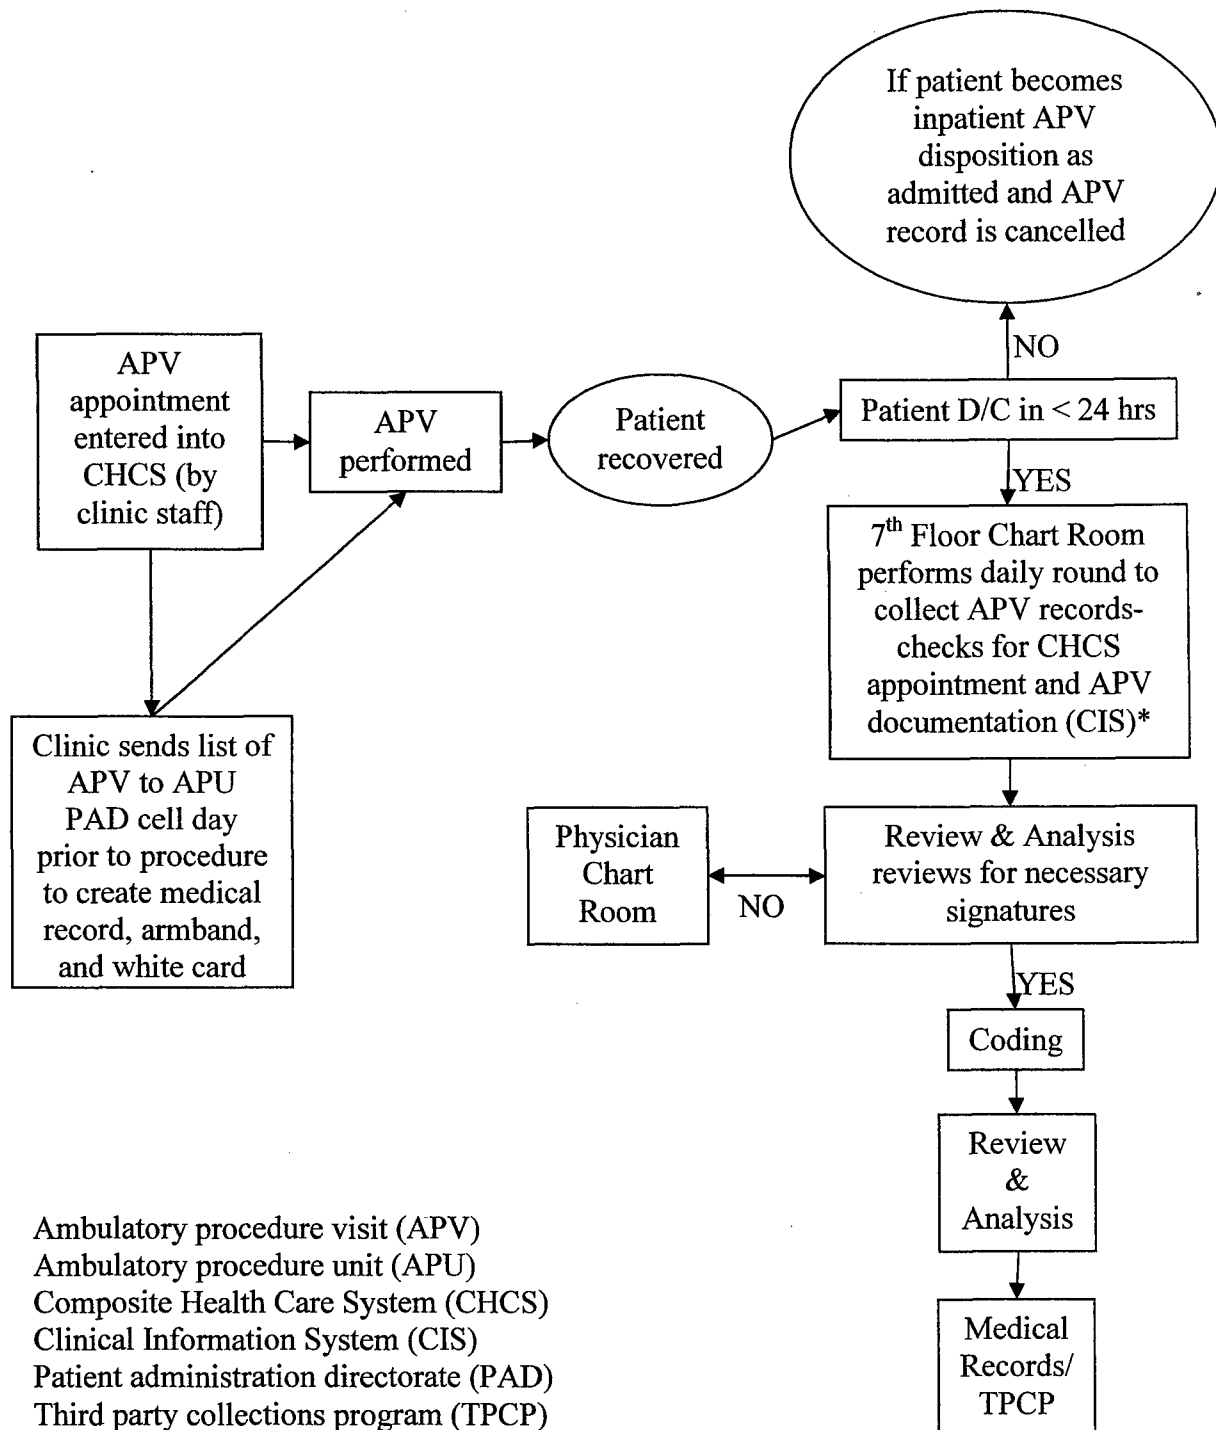 If patient becomes
inpatient APV
disposition as
admitted and APV
record is cancelled
NO
APV
appointment
entered into
CHCS (by
clinic staff)
APV
performed
Patient
recovered
Patient D/C in < 24 hrs
YES
7th Floor Chart Room
performs daily round to
collect APV records-
checks for CHCS
appointment and APV
documentation (CIS)*
Clinic sends list of
APV to APU
PAD cell day
prior to procedure
to create medical
record, armband,
and white card
Physician
Chart
Room
NO
Review & Analysis
reviews for necessary
signatures
YES
Coding
Review
&
Analysis
Medical
Records/
TPCP
Ambulatory procedure visit (APV)
Ambulatory procedure unit (APU)
Composite Health Care System (CHCS)
Clinical Information System (CIS)
Patient administration directorate (PAD)
Third party collections program (TPCP)